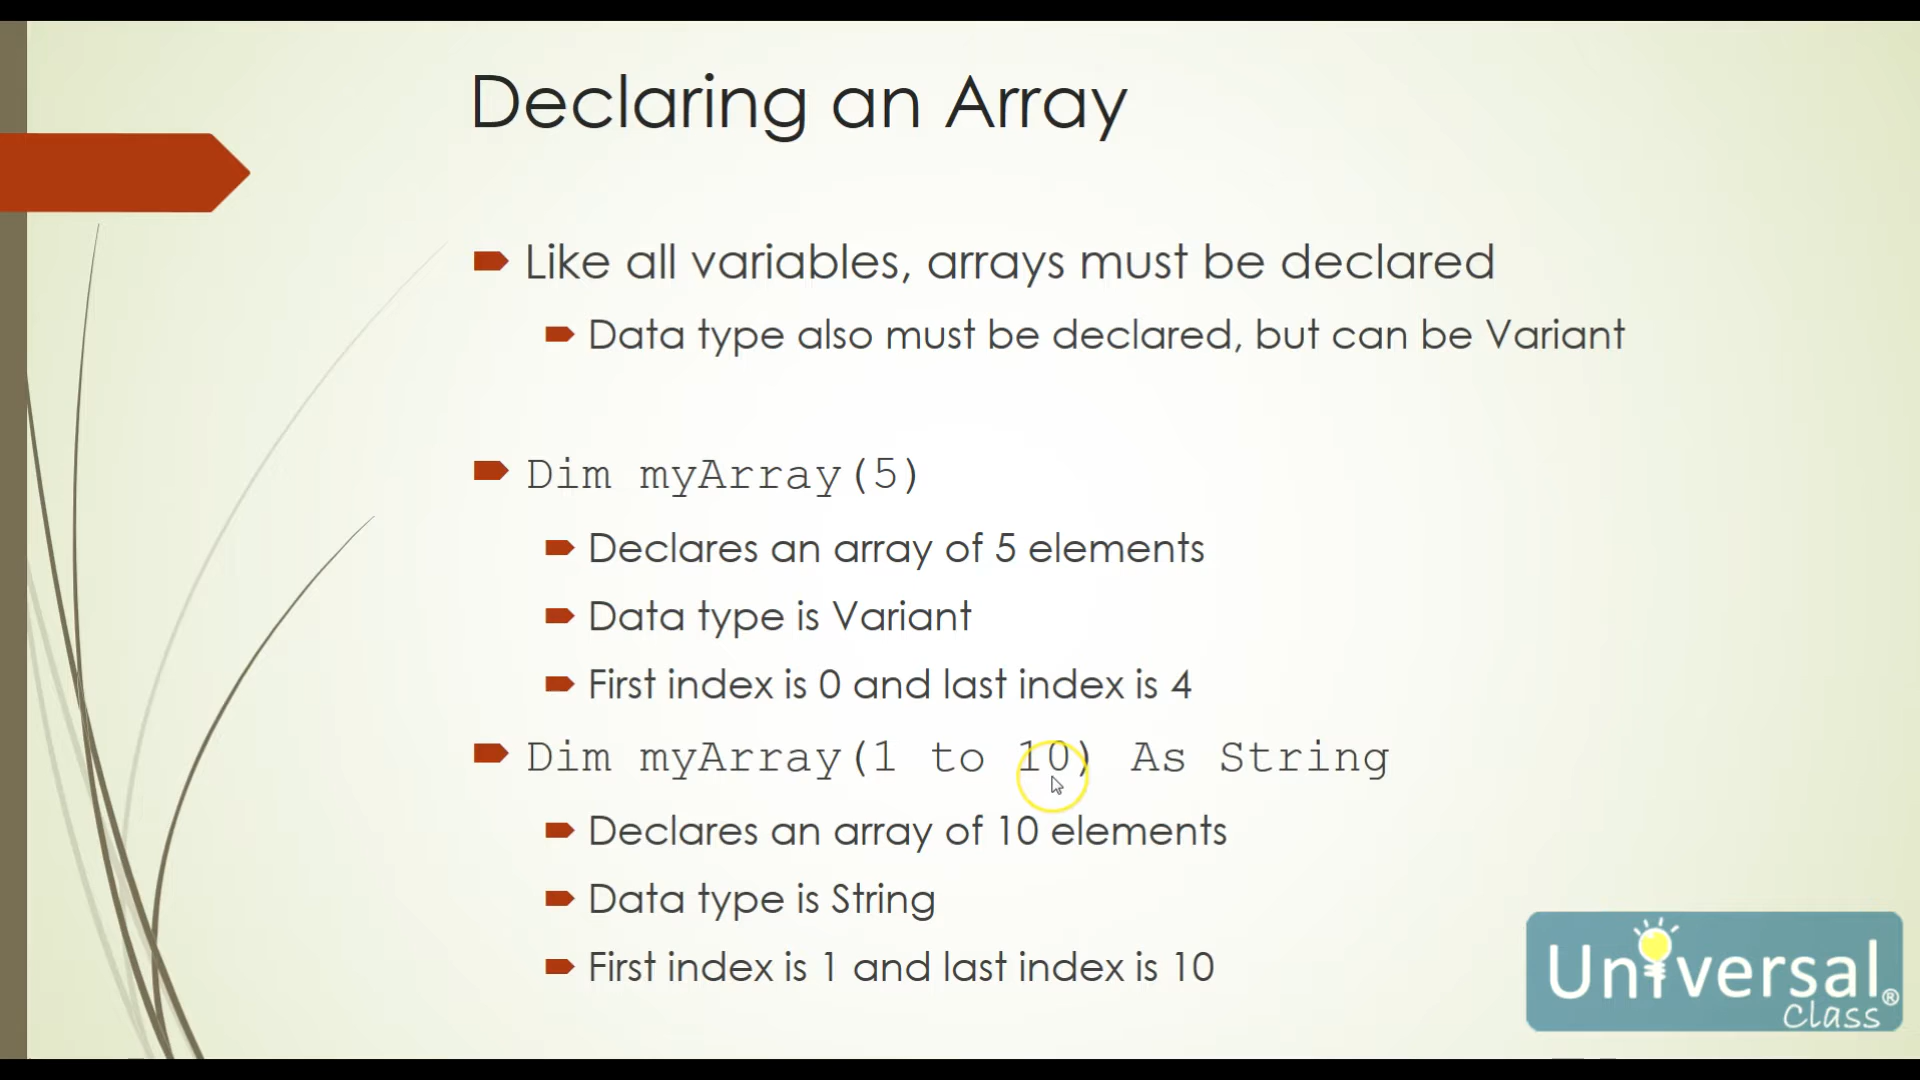 Declaring an Array
Like all variables, arrays must be declared
Data type also must be declared, but can be Variant
Dim myArray(5)
Declares an array of 5 elements
Data type is Variant
First index is 0 and last index is 4
Dim myArray(1 to 10) As String
Declares an array of 10 elements
Data type is String
First index is 1 and last index is 10
Universal®
Class